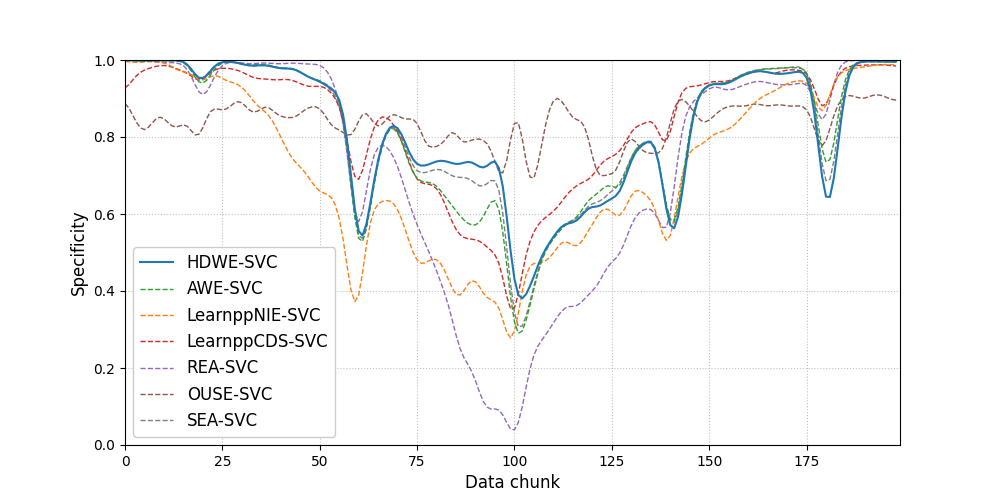 1.0
0.8
0.6
0.4
0.2
0.0
Specificity
HDWE-SVC
AWE-SVC
LearnppNIE-SVC
LearnppCDS-SVC
REA-SVC
OUSE-SVC
SEA-SVC
0 25 50 75 100 125 150 175
Data chunk